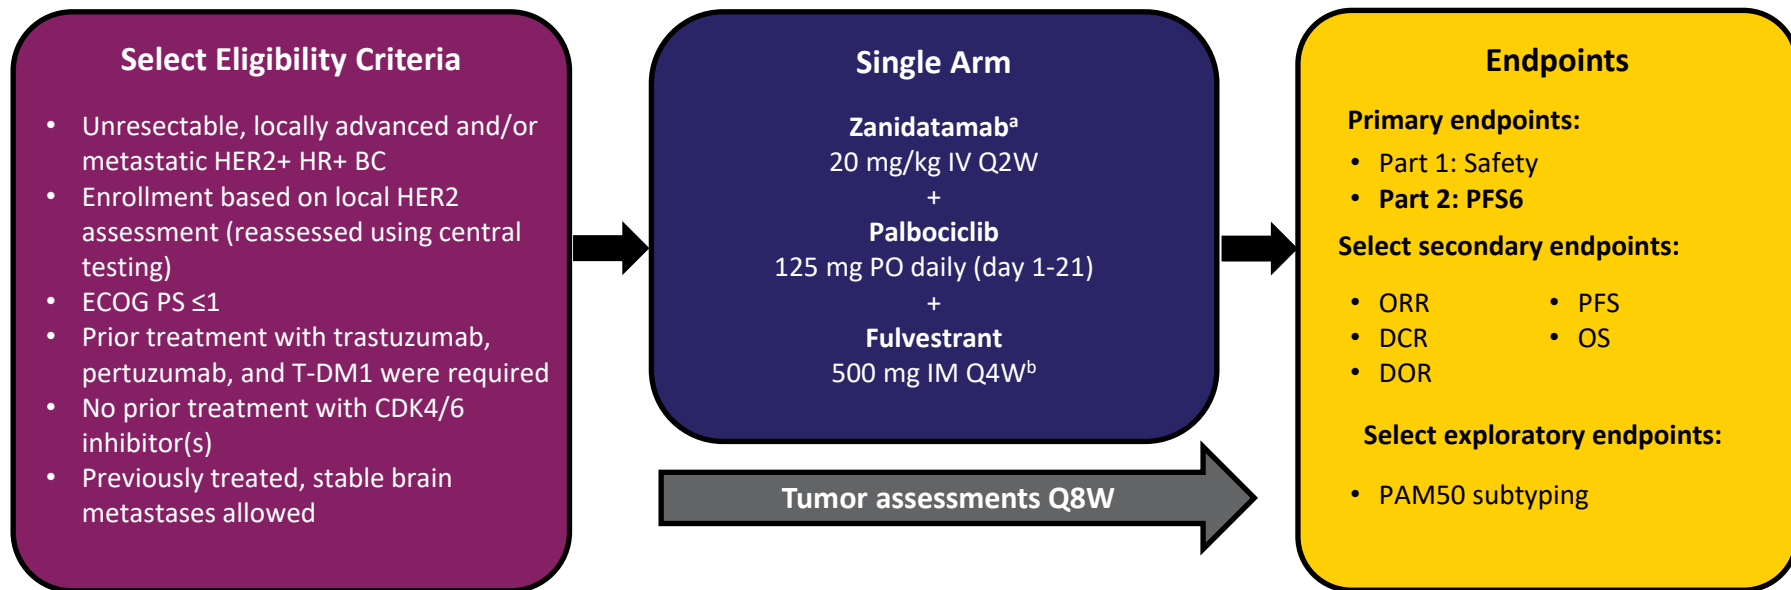 Select Eligibility Criteria
• Unresectable, locally advanced and/or
metastatic HER2+ HR+ BC
• Enrollment based on local HER2
assessment (reassessed using central
testing)
• ECOG PS ≤1
• Prior treatment with trastuzumab,
pertuzumab, and T-DM1 were required
• No prior treatment with CDK4/6
inhibitor(s)
• Previously treated, stable brain
metastases allowed
Single Arm
Zanidatamabᵃ
20 mg/kg IV Q2W
+
Palbociclib
125 mg PO daily (day 1-21)
+
Fulvestrant
500 mg IM Q4Wᵇ
Tumor assessments Q8W
Endpoints
Primary endpoints:
• Part 1: Safety
• Part 2: PFS6
Select secondary endpoints:
• ORR
• DCR
• DOR
• PFS
• OS
Select exploratory endpoints:
• PAM50 subtyping